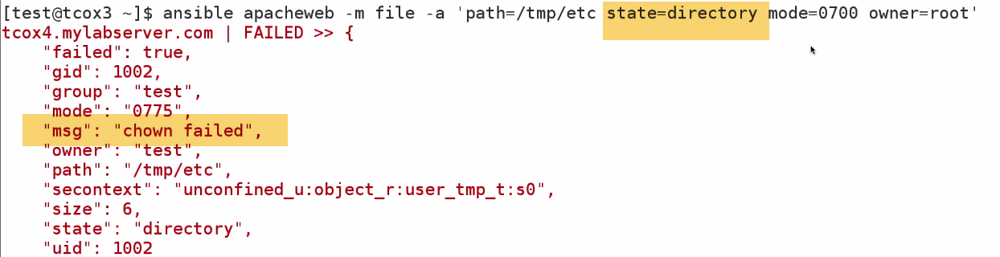 [test@tcox3 ~]$ ansible apacheweb -m file -a 'path=/tmp/etc state=directory mode=0700 owner=root'
tcox4.mylabserver.com | FAILED >> {
    "failed": true,
    "gid": 1002,
    "group": "test",
    "mode": "0775",
    "msg": "chown failed",
    "owner": "test",
    "path": "/tmp/etc",
    "secontext": "unconfined_u:object_r:user_tmp_t:s0",
    "size": 6,
    "state": "directory",
    "uid": 1002